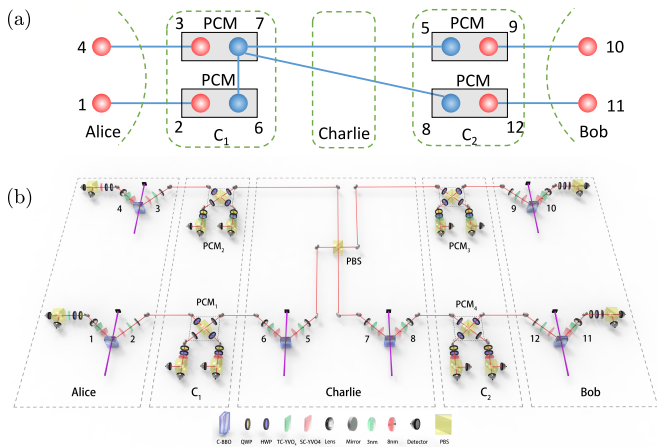 (a)
3 PCM 7
5 PCM 9
4
10
PCM
PCM
1
11
Alice
2 C1 6
Charlie
8 C2 12
Bob
(b)
4 3
PCM2
PCM3
9 10
PBS
PCM1
PCM4
1 2
6 5
7 8
12 11
Alice
C1
Charlie
C2
Bob
C-BBO QWP HWP TC-YVO4 SC-YVO4 Lens Mirror 3nm 8nm Detector PBS